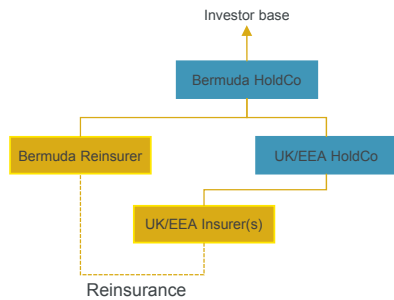 Investor base
Bermuda HoldCo
Bermuda Reinsurer
UK/EEA HoldCo
UK/EEA Insurer(s)
Reinsurance